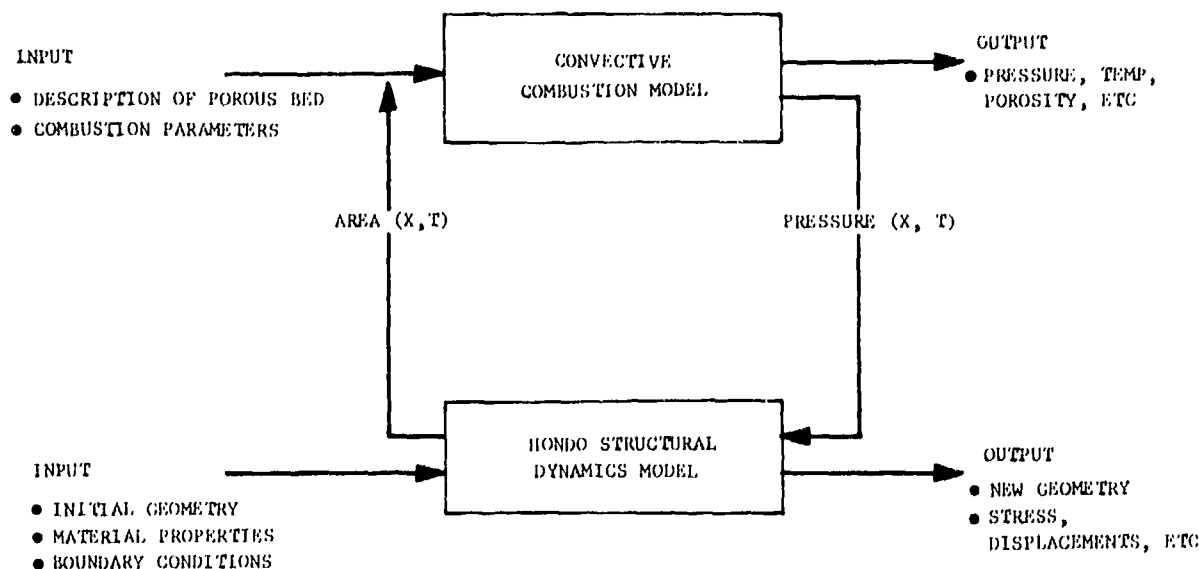 INPUT
● DESCRIPTION OF POROUS BED
● COMBUSTION PARAMETERS
CONVECTIVE
COMBUSTION MODEL
OUTPUT
● PRESSURE, TEMP,
POROSITY, ETC
AREA (X,T)
PRESSURE (X, T)
INPUT
● INITIAL GEOMETRY
● MATERIAL PROPERTIES
● BOUNDARY CONDITIONS
HONDO STRUCTURAL
DYNAMICS MODEL
OUTPUT
● NEW GEOMETRY
● STRESS,
DISPLACEMENTS, ETC